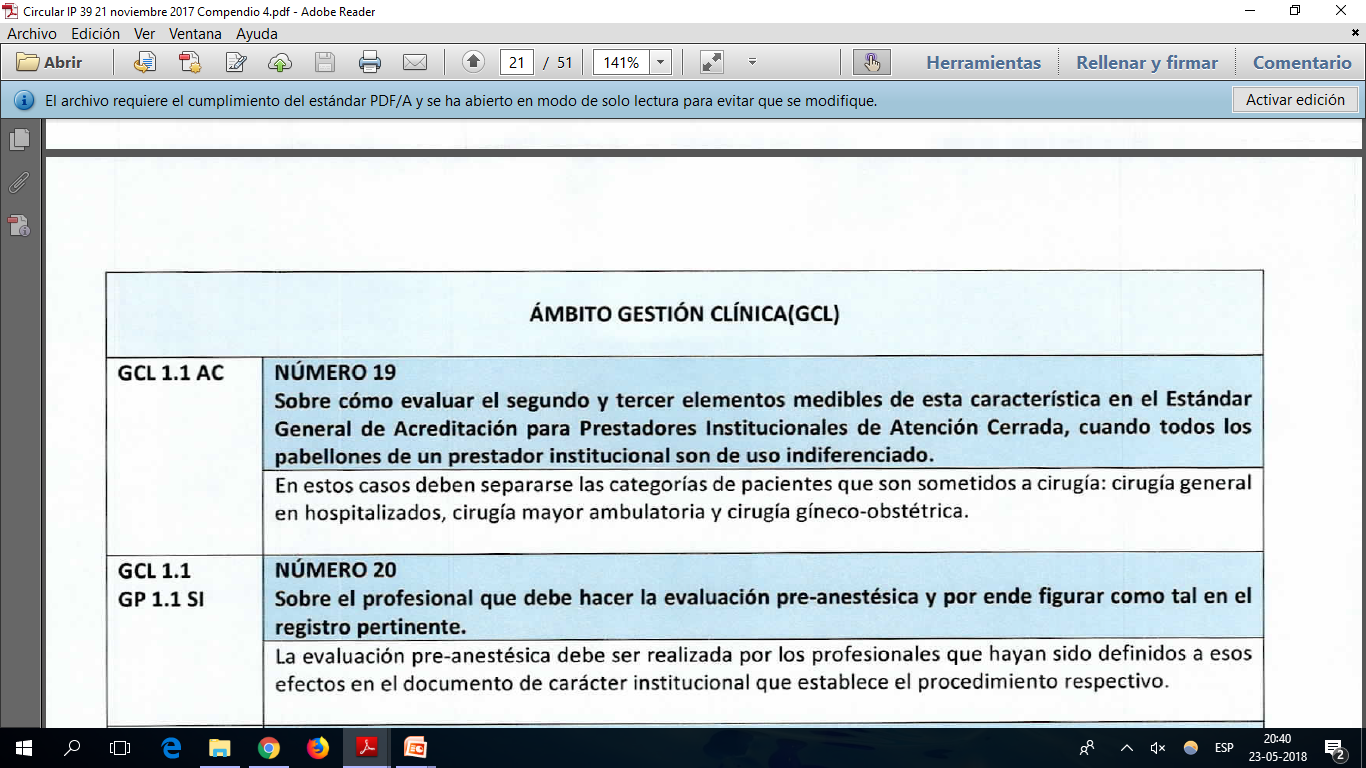 Circular IP 39 21 noviembre 2017 Compendio 4.pdf - Adobe Reader
Archivo Edición Ver Ventana Ayuda
Abrir 21 / 51 141% Herramientas Rellenar y firmar Comentario
El archivo requiere el cumplimiento del estándar PDF/A y se ha abierto en modo de solo lectura para evitar que se modifique. Activar edición
ÁMBITO GESTIÓN CLÍNICA(GCL)
GCL 1.1 AC
NÚMERO 19
Sobre cómo evaluar el segundo y tercer elementos medibles de esta característica en el Estándar
General de Acreditación para Prestadores Institucionales de Atención Cerrada, cuando todos los
pabellones de un prestador institucional son de uso indiferenciado.
En estos casos deben separarse las categorías de pacientes que son sometidos a cirugía: cirugía general
en hospitalizados, cirugía mayor ambulatoria y cirugía gíneco-obstétrica.
GCL 1.1
GP 1.1 SI
NÚMERO 20
Sobre el profesional que debe hacer la evaluación pre-anestésica y por ende figurar como tal en el
registro pertinente.
La evaluación pre-anestésica debe ser realizada por los profesionales que hayan sido definidos a esos
efectos en el documento de carácter institucional que establece el procedimiento respectivo.
ESP
20:40
23-05-2018
2